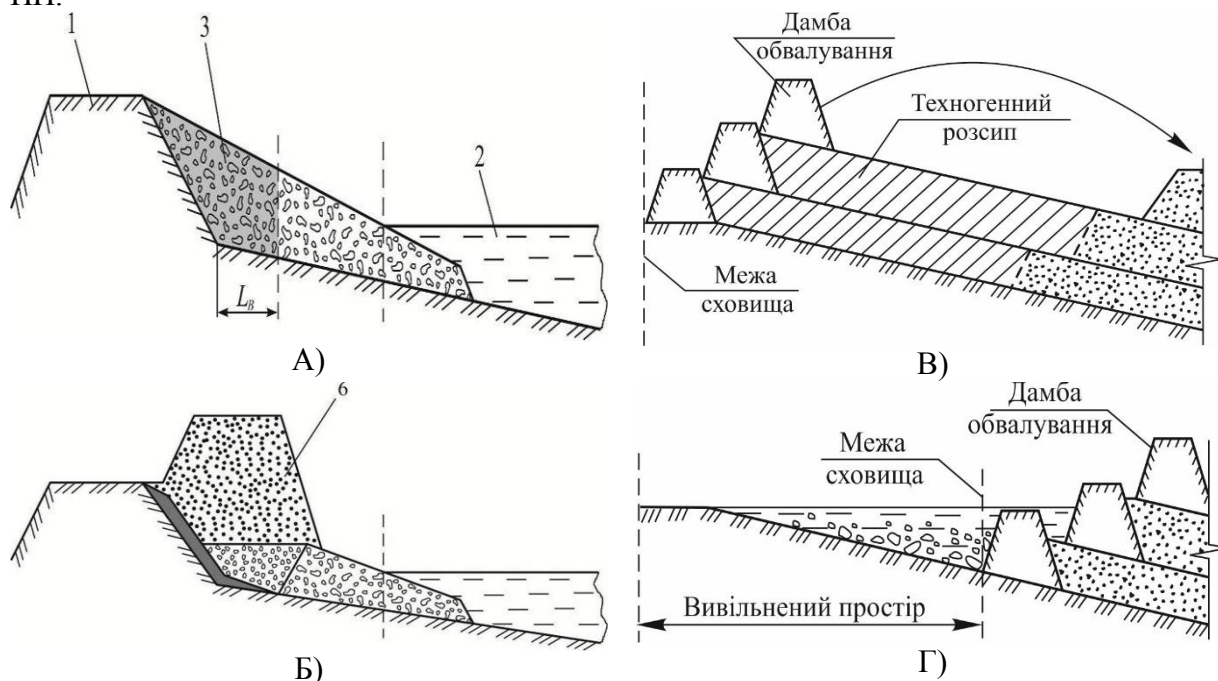 1
3
2
L_B
А)
Дамба
обвалування
Техногенний
розсип
Межа
сховища
В)
6
Б)
Дамба
обвалування
Межа
сховища
Вивільнений простір
Г)